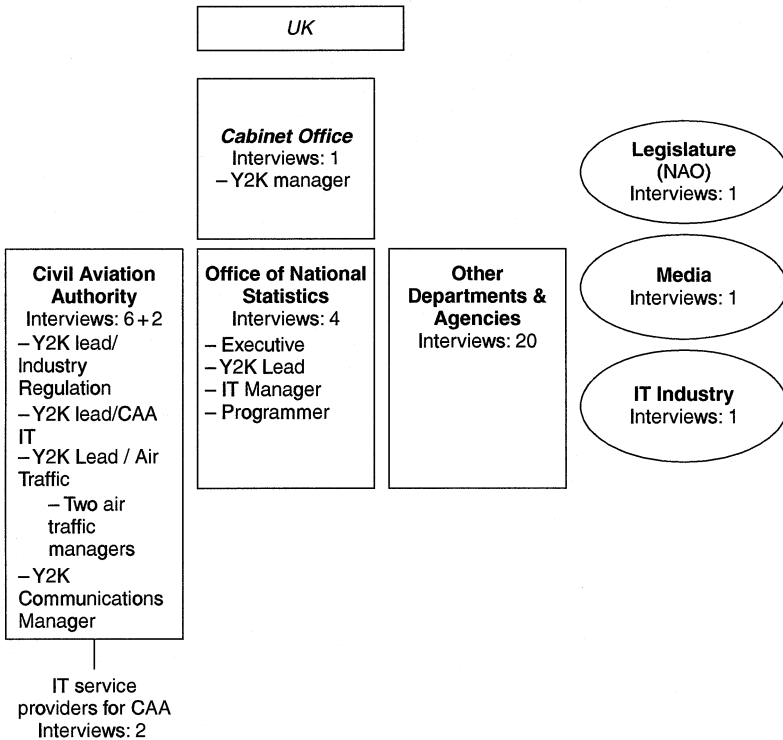 UK
Cabinet Office
Interviews: 1
– Y2K manager
Legislature
(NAO)
Interviews: 1
Civil Aviation
Authority
Interviews: 6+2
– Y2K lead/
Industry
Regulation
– Y2K lead/CAA
IT
– Y2K Lead / Air
Traffic
– Two air
traffic
managers
– Y2K
Communications
Manager
Office of National
Statistics
Interviews: 4
– Executive
– Y2K Lead
– IT Manager
– Programmer
Other
Departments &
Agencies
Interviews: 20
Media
Interviews: 1
IT Industry
Interviews: 1
IT service
providers for CAA
Interviews: 2